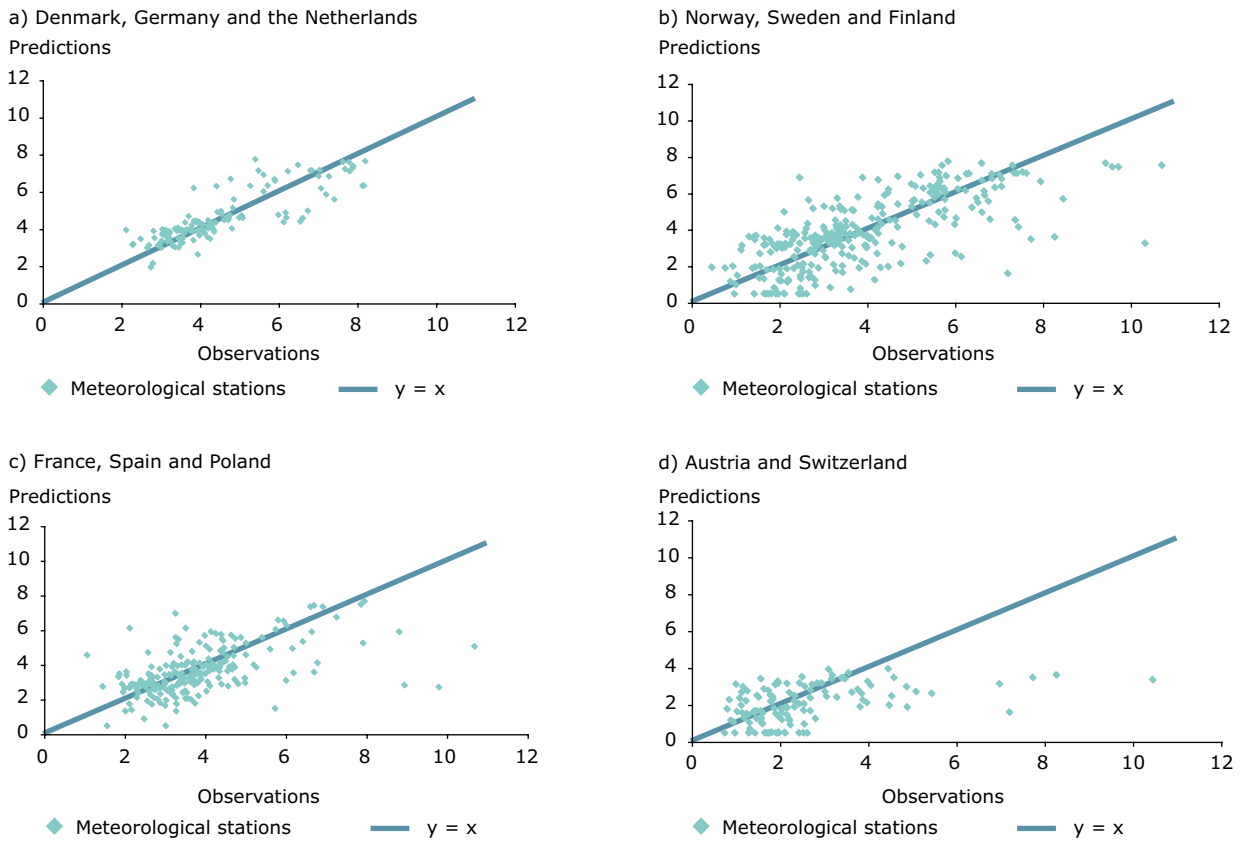 a) Denmark, Germany and the Netherlands
Predictions
12
10
8
6
4
2
0
0 2 4 6 8 10 12
Observations
Meteorological stations y = x
b) Norway, Sweden and Finland
Predictions
12
10
8
6
4
2
0
0 2 4 6 8 10 12
Observations
Meteorological stations y = x
c) France, Spain and Poland
Predictions
12
10
8
6
4
2
0
0 2 4 6 8 10 12
Observations
Meteorological stations y = x
d) Austria and Switzerland
Predictions
12
10
8
6
4
2
0
0 2 4 6 8 10 12
Observations
Meteorological stations y = x